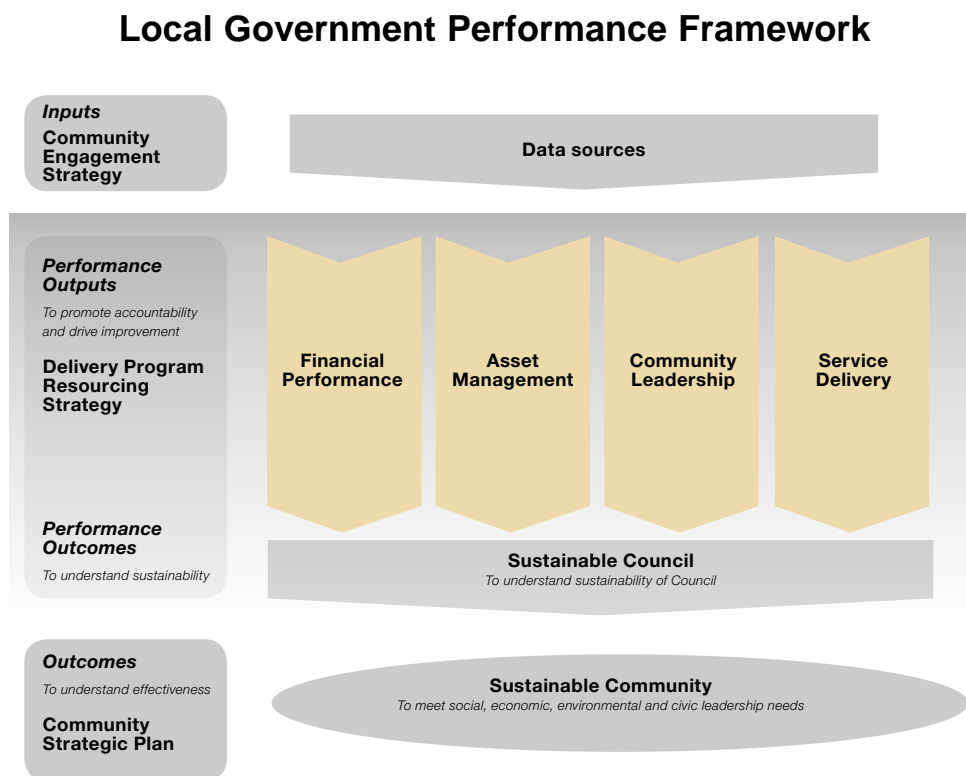 Local Government Performance Framework
Inputs
Community
Engagement
Strategy
Data sources
Performance
Outputs
To promote accountability
and drive improvement
Delivery Program
Resourcing
Strategy
Financial
Performance
Asset
Management
Community
Leadership
Service
Delivery
Performance
Outcomes
To understand sustainability
Sustainable Council
To understand sustainability of Council
Outcomes
To understand effectiveness
Community
Strategic Plan
Sustainable Community
To meet social, economic, environmental and civic leadership needs